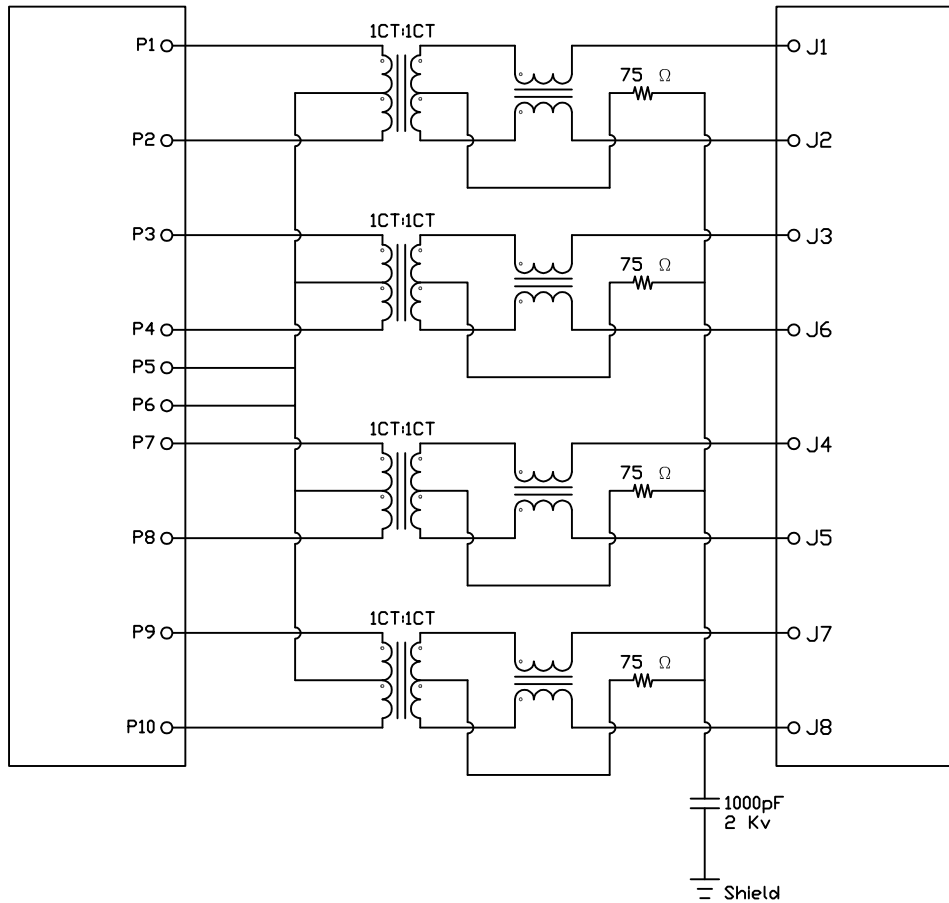 1CT:1CT
P1
J1
75 Ω
P2
J2
1CT:1CT
P3
J3
75 Ω
P4
J6
P5
P6
1CT:1CT
P7
J4
75 Ω
P8
J5
1CT:1CT
P9
J7
75 Ω
P10
J8
1000pF
2 Kv
Shield